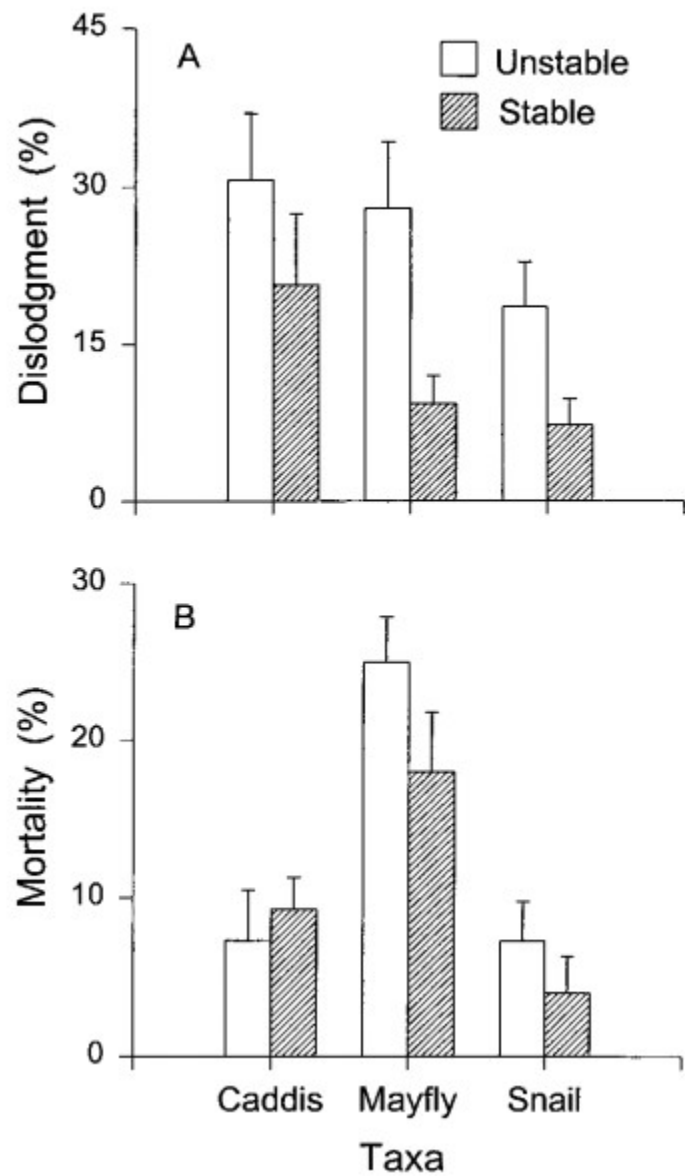 45
A
Unstable
Stable
30
15
0
Dislodgment (%)
30
B
20
10
0
Mortality (%)
Caddis Mayfly Snail
Taxa